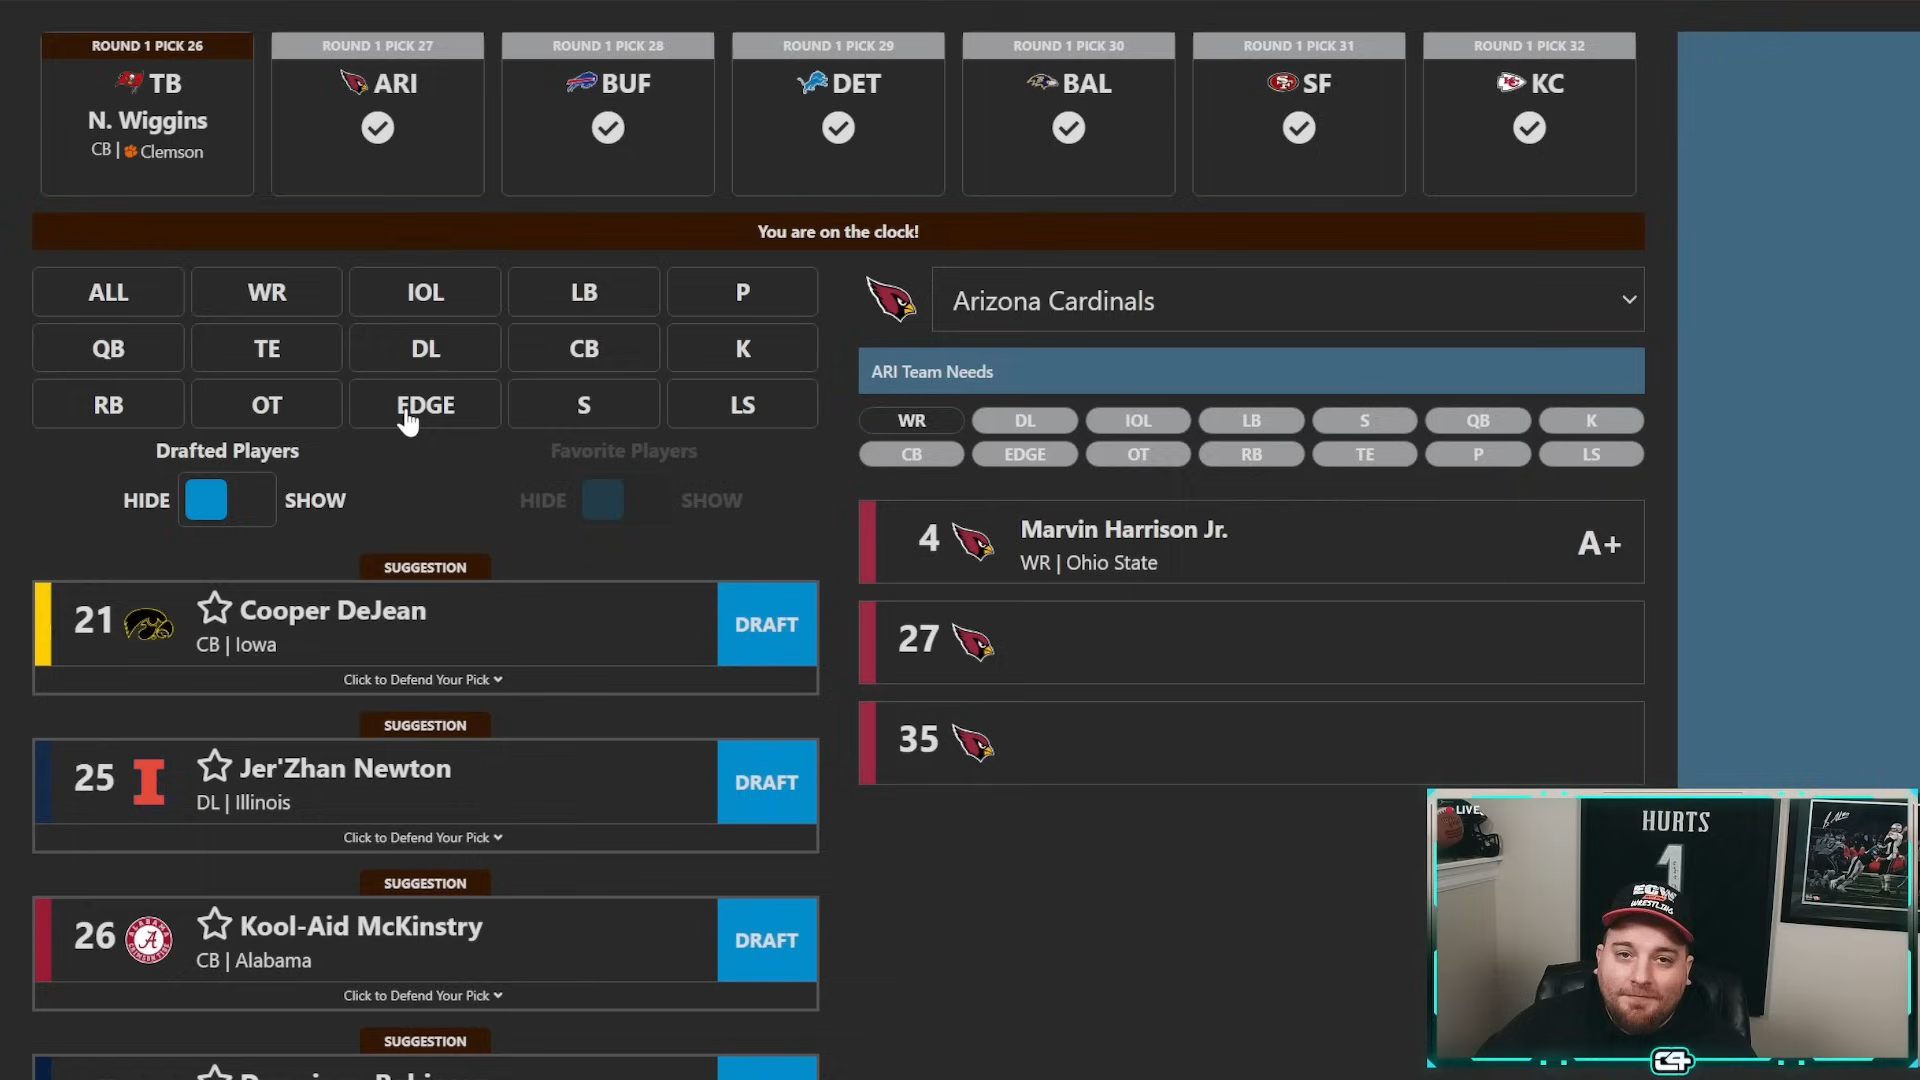 ROUND 1 PICK 26
TB
N. Wiggins
CB | Clemson
ROUND 1 PICK 27
ARI
ROUND 1 PICK 28
BUF
ROUND 1 PICK 29
DET
ROUND 1 PICK 30
BAL
ROUND 1 PICK 31
SF
ROUND 1 PICK 32
KC
You are on the clock!
ALL WR IOL LB P
QB TE DL CB K
RB OT EDGE S LS
Drafted Players
HIDE SHOW
Favorite Players
HIDE SHOW
SUGGESTION
21 Cooper DeJean
CB | Iowa
DRAFT
Click to Defend Your Pick
SUGGESTION
25 Jer'Zhan Newton
DL | Illinois
DRAFT
Click to Defend Your Pick
SUGGESTION
26 Kool-Aid McKinstry
CB | Alabama
DRAFT
Click to Defend Your Pick
SUGGESTION
Arizona Cardinals
ARI Team Needs
WR DL IOL LB S QB K
CB EDGE OT RB TE P LS
4 Marvin Harrison Jr.
WR | Ohio State
A+
27
35
LIVE
HURTS
1
WRESTLING